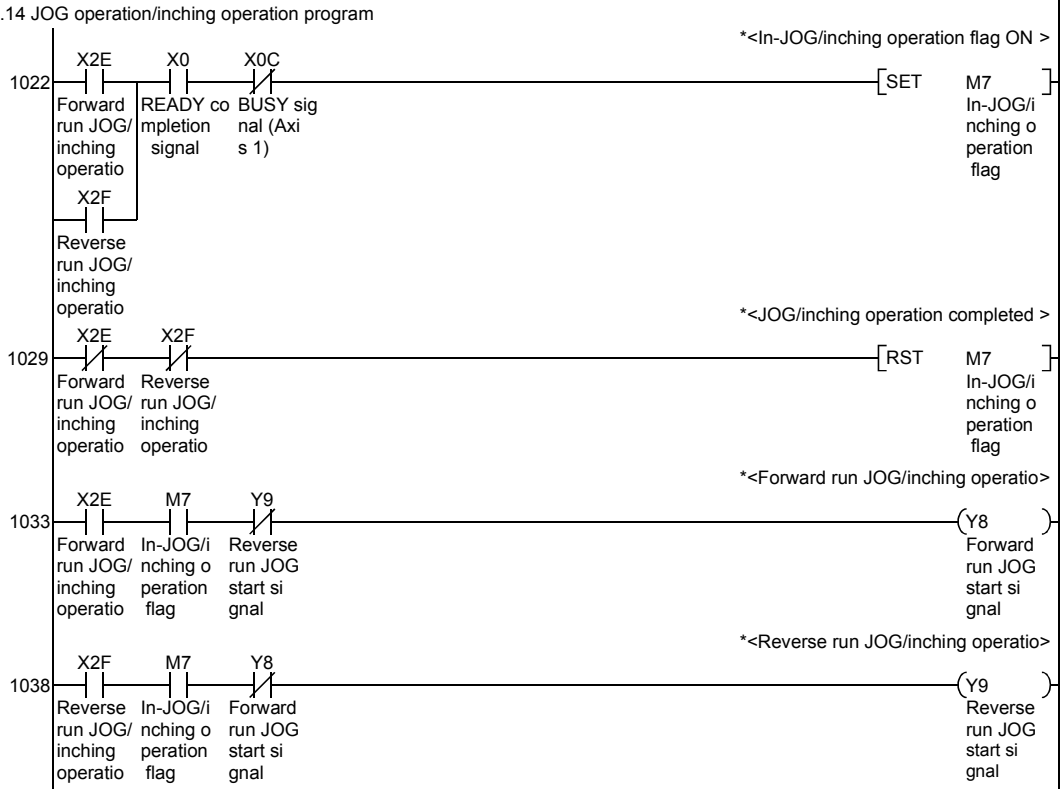 .14 JOG operation/inching operation program
*<In-JOG/inching operation flag ON >
X2E X0 X0C
1022 SET M7
Forward READY co BUSY sig In-JOG/i
run JOG/ mpletion nal (Axi nching o
inching signal s 1) peration
operatio flag
X2F
Reverse
run JOG/
inching
operatio
*<JOG/inching operation completed >
X2E X2F
1029 RST M7
Forward Reverse In-JOG/i
run JOG/ run JOG/ nching o
inching inching peration
operatio operatio flag
*<Forward run JOG/inching operatio>
X2E M7 Y9
1033 Y8
Forward In-JOG/i Reverse Forward
run JOG/ nching o run JOG run JOG
inching peration start si start si
operatio flag gnal gnal
*<Reverse run JOG/inching operatio>
X2F M7 Y8
1038 Y9
Reverse In-JOG/i Forward Reverse
run JOG/ nching o run JOG run JOG
inching peration start si start si
operatio flag gnal gnal